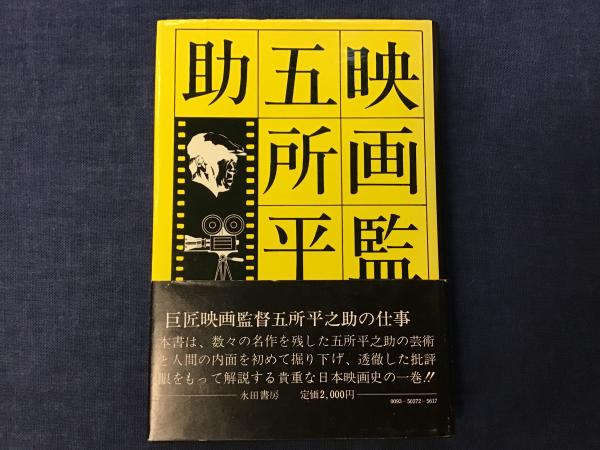 映画監
五所平
助
巨匠映画監督五所平之助の仕事
本書は、数々の名作を残した五所平之助の芸術
と人間の内面を初めて掘り下げ、透徹した批評
眼をもって解説する貴重な日本映画史の一巻!!
永田書房 定価2,000円
0093-50272-5617